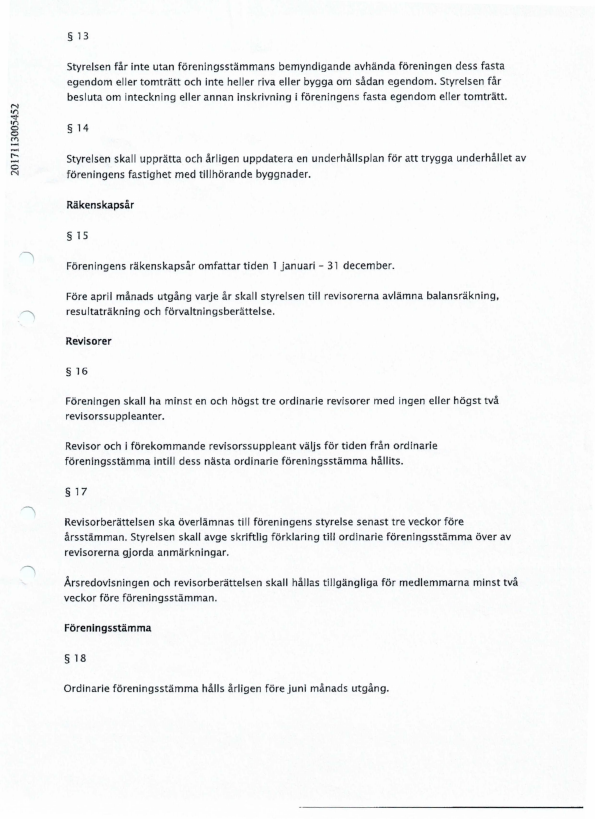 § 13
Styrelsen får inte utan föreningsstämmans bemyndigande avhända föreningen dess fasta
egendom eller tomträtt och inte heller riva eller bygga om sådan egendom. Styrelsen får
besluta om inteckning eller annan inskrivning i föreningens fasta egendom eller tomträtt.
2017113005452
§ 14
Styrelsen skall upprätta och årligen uppdatera en underhållsplan för att trygga underhållet av
föreningens fastighet med tillhörande byggnader.
Räkenskapsår
§ 15
Föreningens räkenskapsår omfattar tiden 1 januari – 31 december.
Före april månads utgång varje år skall styrelsen till revisorerna avlämna balansräkning,
resultaträkning och förvaltningsberättelse.
Revisorer
§ 16
Föreningen skall ha minst en och högst tre ordinarie revisorer med ingen eller högst två
revisorssuppleanter.
Revisor och i förekommande revisorssuppleant väljs för tiden från ordinarie
föreningsstämma intill dess nästa ordinarie föreningsstämma hållits.
§ 17
Revisorberättelsen ska överlämnas till föreningens styrelse senast tre veckor före
årsstämman. Styrelsen skall avge skriftlig förklaring till ordinarie föreningsstämma över av
revisorerna gjorda anmärkningar.
Årsredovisningen och revisorberättelsen skall hållas tillgängliga för medlemmarna minst två
veckor före föreningsstämman.
Föreningsstämma
§ 18
Ordinarie föreningsstämma hålls årligen före juni månads utgång.